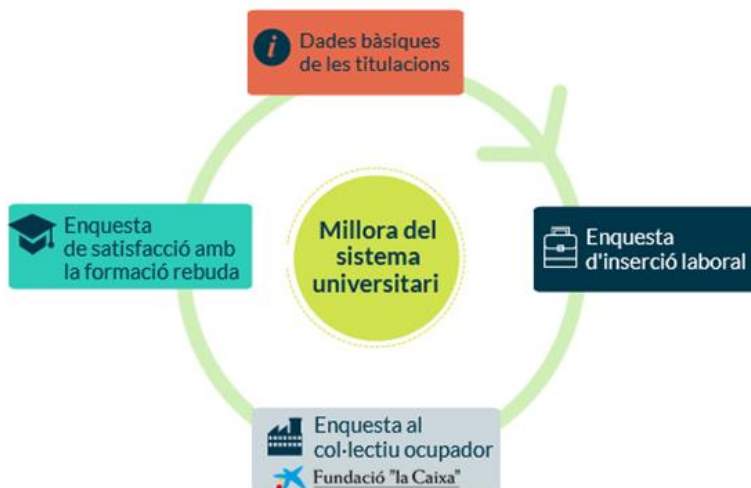 Dades bàsiques
de les titulacions
Enquesta
de satisfacció amb
la formació rebuda
Millora del
sistema
universitari
Enquesta
d'inserció laboral
Enquesta al
col·lectiu ocupador
Fundació "la Caixa"